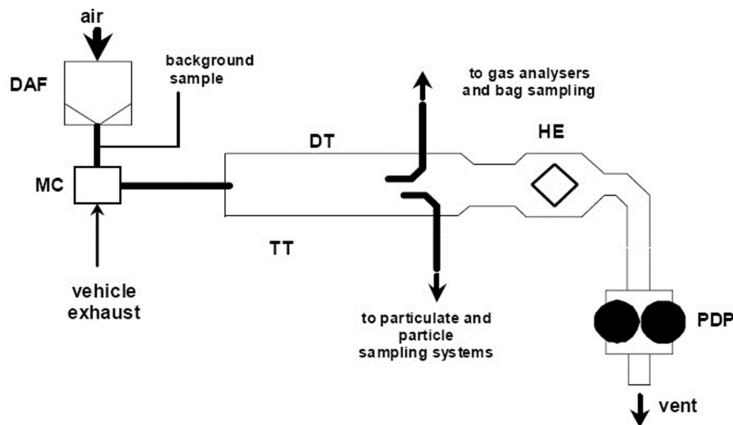 air
background
sample
DAF
to gas analysers
and bag sampling
DT
HE
MC
TT
vehicle
exhaust
to particulate and
particle
sampling systems
PDP
vent